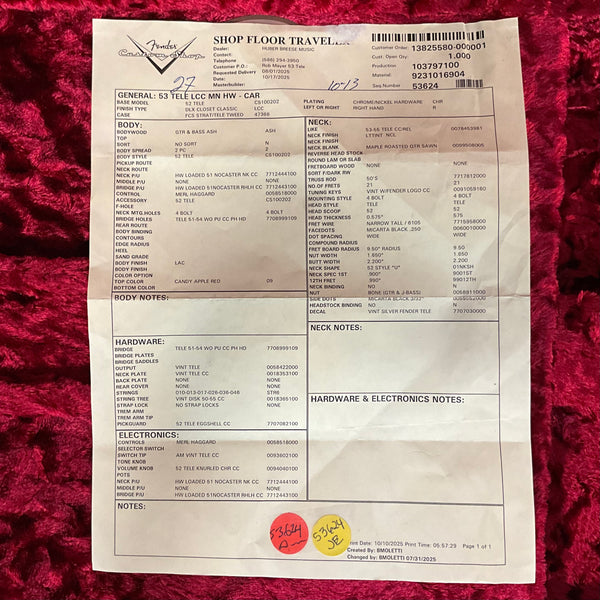 Fender
Custom Shop
SHOP FLOOR TRAVELER
Dealer: HUBER BREESE MUSIC
Contact:
Telephone (586) 294-3950
Customer P.O.: Rob Meyer 53 Tele
Requested Delivery 08/01/2025
Date: 10/17/2025
Master/builder:
27
10-13
Customer Order 13825580-000001
Cust. Open Qty: 1.000
Production 103797100
Material 9231016904
Seq Number 53624
GENERAL: 53 TELE LCC MN HW - CAR
BASE MODEL 52 TELE CS100202 PLATING CHROME/NICKEL HARDWARE CHR
FINISH TYPE DLX CLOSET CLASSIC LCC LEFT OR RIGHT RIGHT HAND R
CASE FCS STRAT/TELE TWEED 47386
BODY:
BODYWOOD GTR & BASS ASH ASH
TOP
SORT NO SORT N
BODY SPREAD 2 PC 2
BODY STYLE 52 TELE CS100202
PICKUP ROUTE
NECK ROUTE
NECK P/U HW LOADED 51 NOCASTER NK CC 7712444100
MIDDLE P/U NONE NONE
BRIDGE P/U HW LOADED 51NOCASTER RHLH CC 7712443100
CONTROL MERL HAGGARD 0058518000
ACCESSORY 52 TELE CS100202
F-HOLE
NECK MTG.HOLES 4 BOLT 4 BOLT
BRIDGE HOLES TELE 51-54 WO PU CC PH HD 7708999109
REAR ROUTE
BODY BINDING
CONTOURS
EDGE RADIUS
HEEL
SAND GRADE
BODY FINISH LAC
BODY FINISH
COLOR OPTION
TOP COLOR CANDY APPLE RED 09
BOTTOM COLOR
BODY NOTES:
HARDWARE:
BRIDGE TELE 51-54 WO PU CC PH HD 7708999109
BRIDGE PLATES
BRIDGE SADDLES
OUTPUT VINT TELE 0058422000
NECK PLATE VINT TELE CC 0018353100
BACK PLATE NONE NONE
REAR COVER NONE NONE
STRINGS 010-013-017-026-036-046 STR6
STRING TREE VINT DISK 50-55 CC 0018365100
STRAP LOCK NO STRAP LOCKS NONE
TREM ARM
TREM ARM TIP
PICKGUARD 52 TELE EGGSHELL CC 7707082100
ELECTRONICS:
CONTROLS MERL HAGGARD 0058518000
SELECTOR SWITCH
SWITCH TIP AM VINT TELE CC 0093602100
TONE KNOB
VOLUME KNOB 52 TELE KNURLED CHR CC 0094040100
POTS
NECK P/U HW LOADED 51 NOCASTER NK CC 7712444100
MIDDLE P/U NONE NONE
BRIDGE P/U HW LOADED 51NOCASTER RHLH CC 7712443100
NECK:
LIKE 53-55 TELE CC/REL 0078453981
NECK FINISH LTTINT NCL
NECK FINISH
NECK BLANK MAPLE ROASTED QTR SAWN 0099508005
REVERSE HEAD STOCK
ROUND LAM OR SLAB
FRETBOARD WOOD NONE NONE
SORT F/DARK RW
TRUSS ROD 50'S 7717812000
NO.OF FRETS 21 21
TUNING KEYS VINT W/FENDER LOGO CC 0031059160
MOUNTING STYLE 4 BOLT 4 BOLT
HEAD STYLE TELE TELE
HEAD SCOOP 52 52
HEAD THICKNESS 0.575" 575
FRET WIRE NARROW TALL / 6105 7715958000
FACEDOTS MICARTA BLACK .250 0060010000
DOT SPACING WIDE WIDE
COMPOUND RADIUS
FRET BOARD RADIUS 9.50" RADIUS 9.50
NUT WIDTH 1.650" 1.650
BUTT WIDTH 2.200" 2.200
NECK SHAPE 52 STYLE "U" 01NKSH
NECK SPEC 1ST .900" 9901ST
12TH FRET .990" 99012TH
NECK BINDING NO N
NUT BONE (GTR & J-BASS) 0058911000
SIDE DOTS MICARTA BLACK 3/32"
HEADSTOCK BINDING NO N
DECAL VINT SILVER FENDER TELE 7707030000
NECK NOTES:
HARDWARE & ELECTRONICS NOTES:
NOTES:
53624
53624
Print Date: 10/10/2025 Print Time: 05:57:29 Page 1 of 1
Created By: BMOLETTI
Changed by: BMOLETTI 07/31/2025